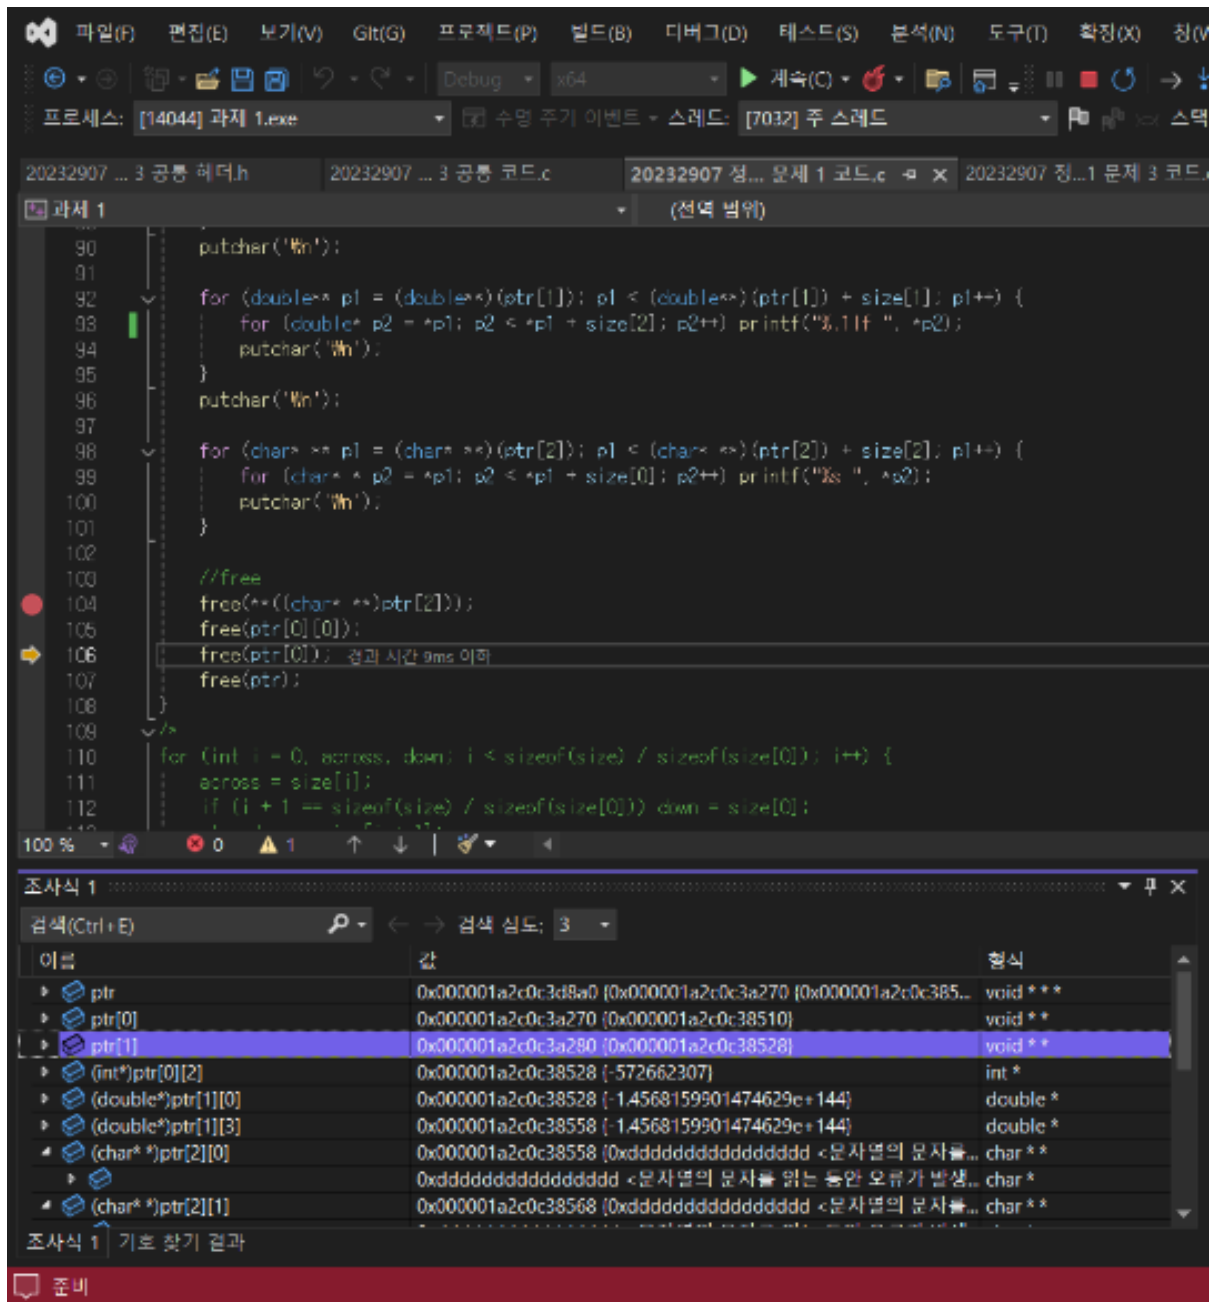 파일(F) 편집(E) 보기(V) Git(G) 프로젝트(P) 빌드(B) 디버그(D) 테스트(S) 분석(N) 도구(T) 확장(X)
Debug x64 계속(C)
프로세스: [14044] 과제 1.exe 수명 주기 이벤트 스레드: [7032] 주 스레드
20232907 ... 3 공통 헤더.h 20232907 ... 3 공통 코드.c 20232907 정... 문제 1 코드.c 20232907 정...1 문제 3 코드.
과제 1 (전역 범위)
90 putchar('₩n');
91
92 for (double** p1 = (double**)(ptr[1]); p1 < (double**)(ptr[1]) + size[1]; p1++) {
93 for (double* p2 = *p1; p2 < *p1 + size[2]; p2++) printf("%.1lf ", *p2);
94 putchar('₩n');
95 }
96 putchar('₩n');
97
98 for (char* ** p1 = (char* **)(ptr[2]); p1 < (char* **)(ptr[2]) + size[2]; p1++) {
99 for (char* * p2 = *p1; p2 < *p1 + size[0]; p2++) printf("%s ", *p2);
100 putchar('₩n');
101 }
102
103 //free
104 free(**((char* **)ptr[2]));
105 free(ptr[0][0]);
106 free(ptr[0]); 경과 시간 9ms 이하
107 free(ptr);
108 }
109 /*
110 for (int i = 0, across, down; i < sizeof(size) / sizeof(size[0]); i++) {
111 across = size[i];
112 if (i + 1 == sizeof(size) / sizeof(size[0])) down = size[0];
100 % 0 1
조사식 1
검색(Ctrl+E) 검색 심도: 3
이름 값 형식
ptr 0x000001a2c0c3d8a0 {0x000001a2c0c3a270 {0x000001a2c0c385... void * * *
ptr[0] 0x000001a2c0c3a270 {0x000001a2c0c38510} void * *
ptr[1] 0x000001a2c0c3a280 {0x000001a2c0c38528} void * *
(int*)ptr[0][2] 0x000001a2c0c38528 {-572662307} int *
(double*)ptr[1][0] 0x000001a2c0c38528 {-1.4568159901474629e+144} double *
(double*)ptr[1][3] 0x000001a2c0c38558 {-1.4568159901474629e+144} double *
(char* *)ptr[2][0] 0x000001a2c0c38558 {0xdddddddddddddddd <문자열의 문자를... char * *
0xdddddddddddddddd <문자열의 문자를 읽는 동안 오류가 발생... char *
(char* *)ptr[2][1] 0x000001a2c0c38568 {0xdddddddddddddddd <문자열의 문자를... char * *
조사식 1 기호 찾기 결과
준비